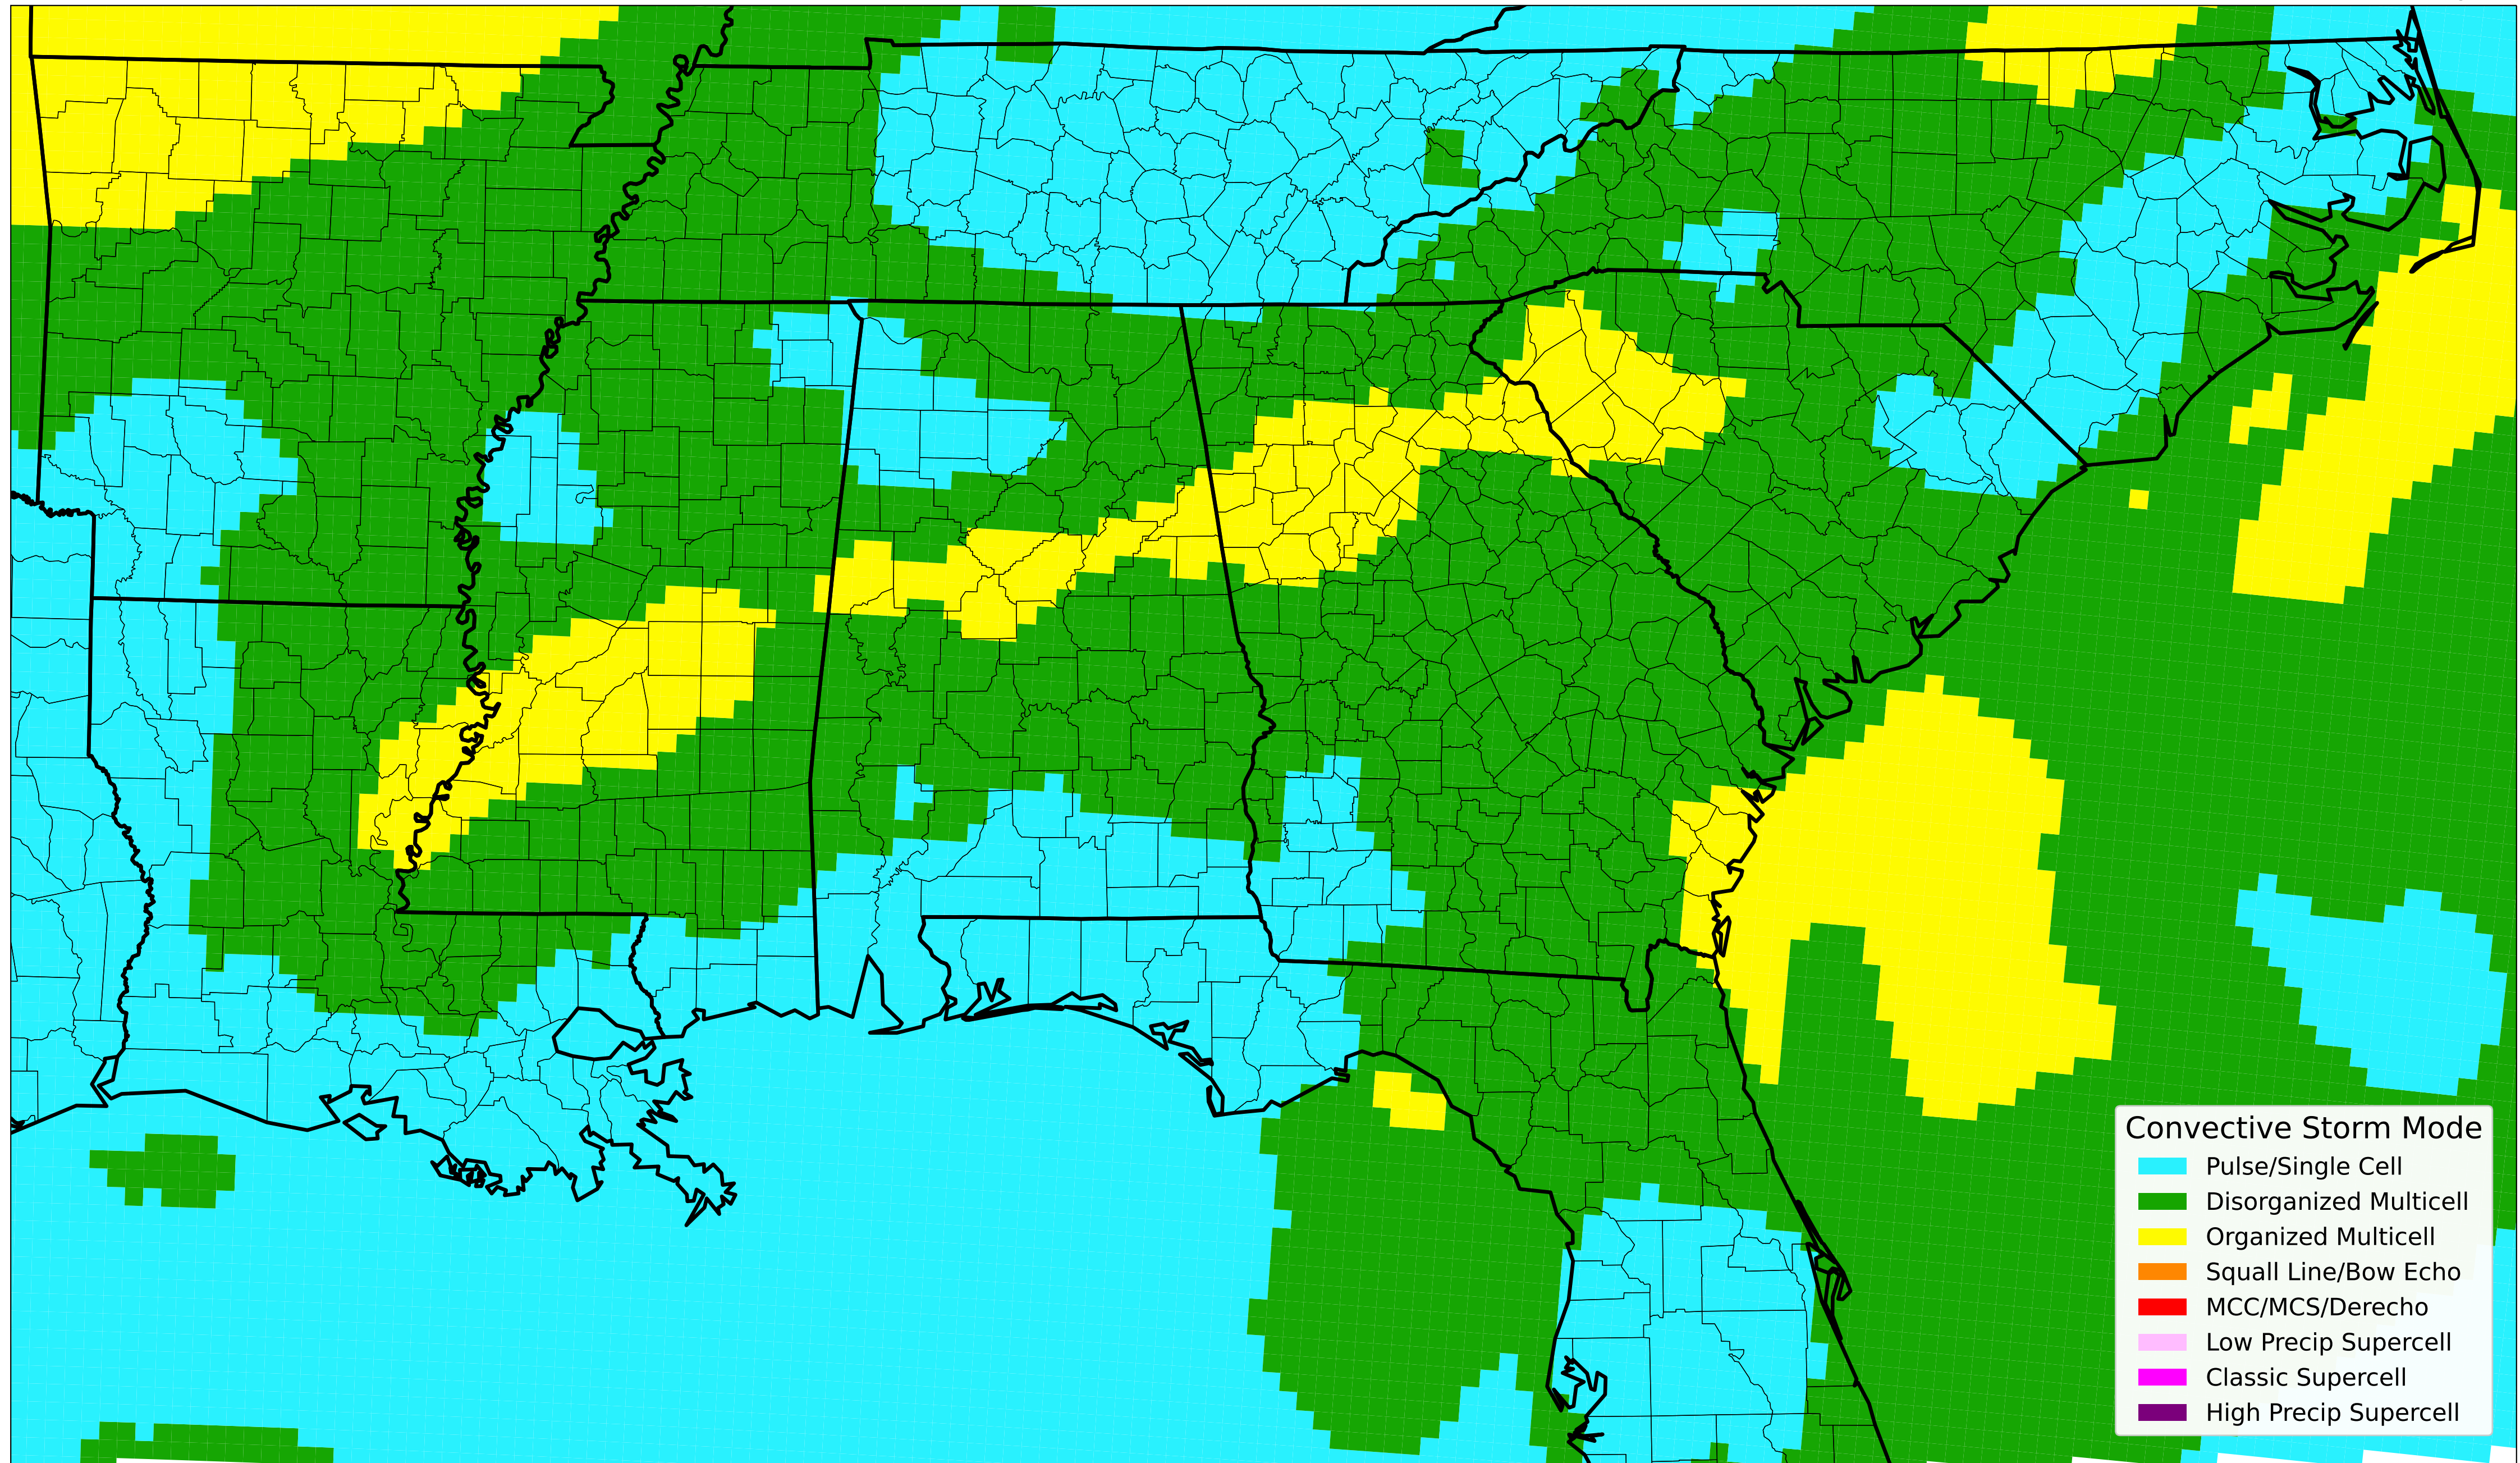 Convective Storm Mode
Pulse/Single Cell
Disorganized Multicell
Organized Multicell
Squall Line/Bow Echo
MCC/MCS/Derecho
Low Precip Supercell
Classic Supercell
High Precip Supercell